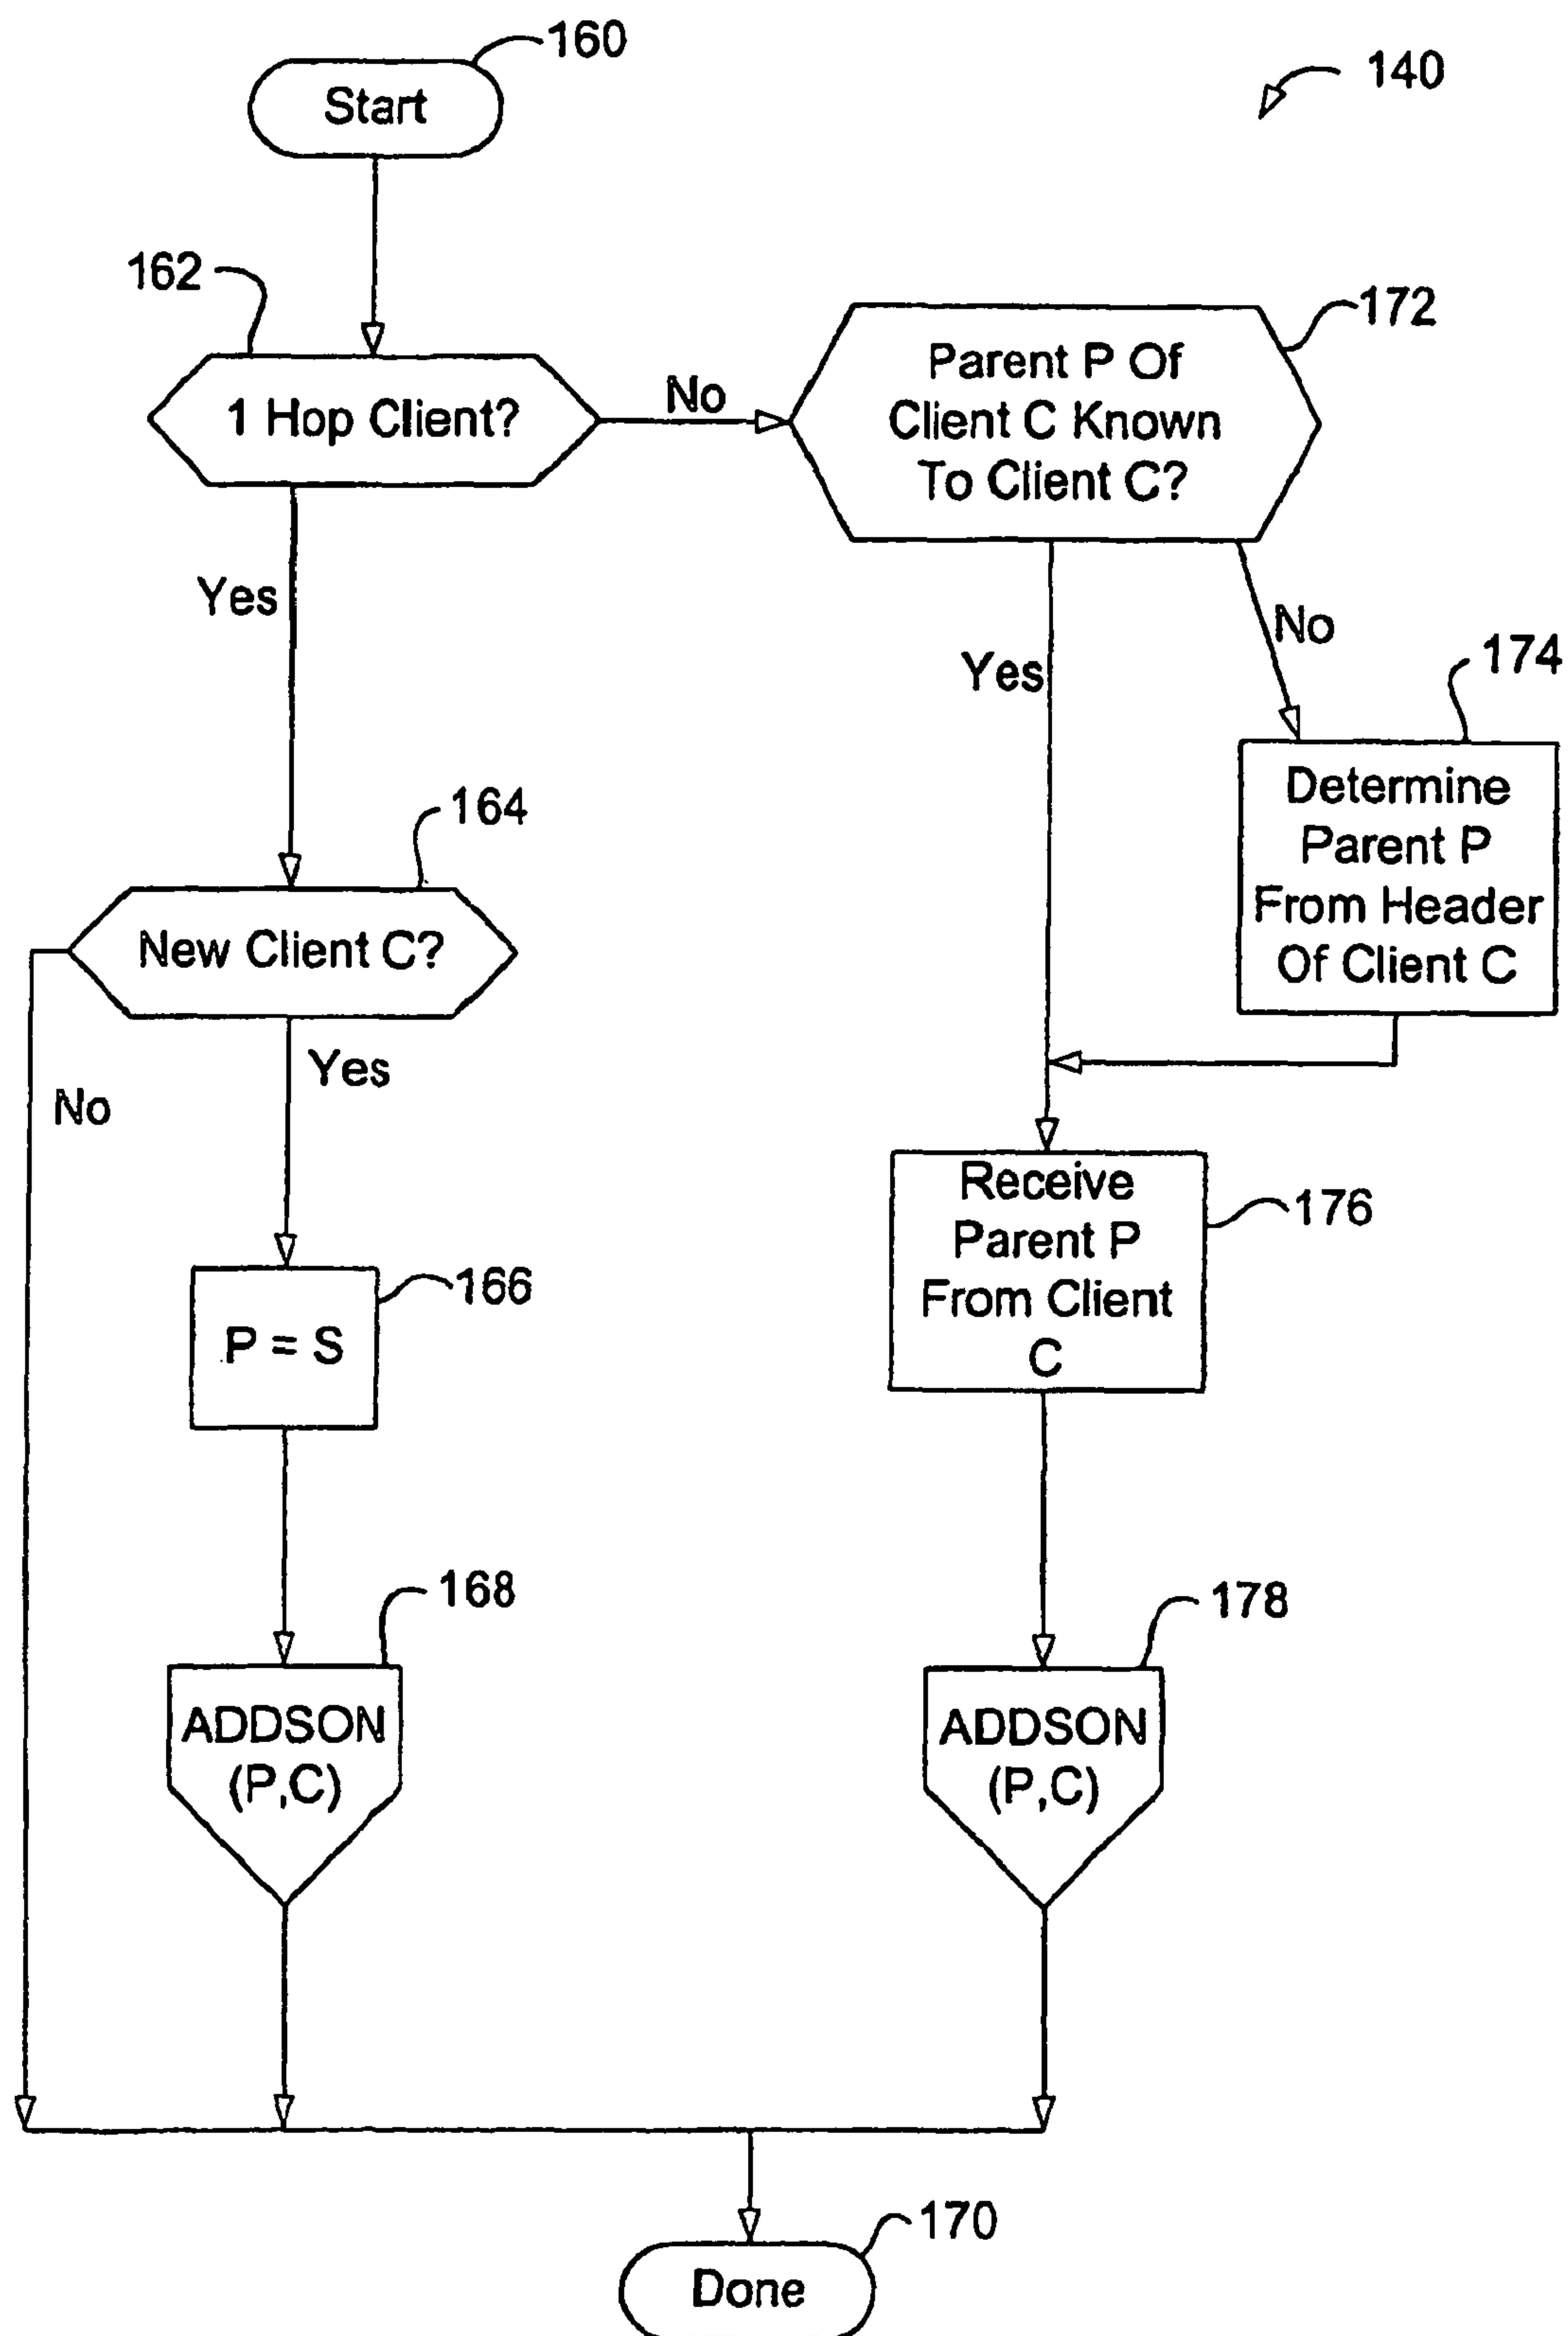 160
Start
140
162
1 Hop Client?
No
172
Parent P Of
Client C Known
To Client C?
Yes
Yes
No
174
Determine
Parent P
From Header
Of Client C
164
New Client C?
No
Yes
Receive
Parent P
From Client
C
176
166
P = S
168
ADDSON
(P,C)
178
ADDSON
(P,C)
170
Done